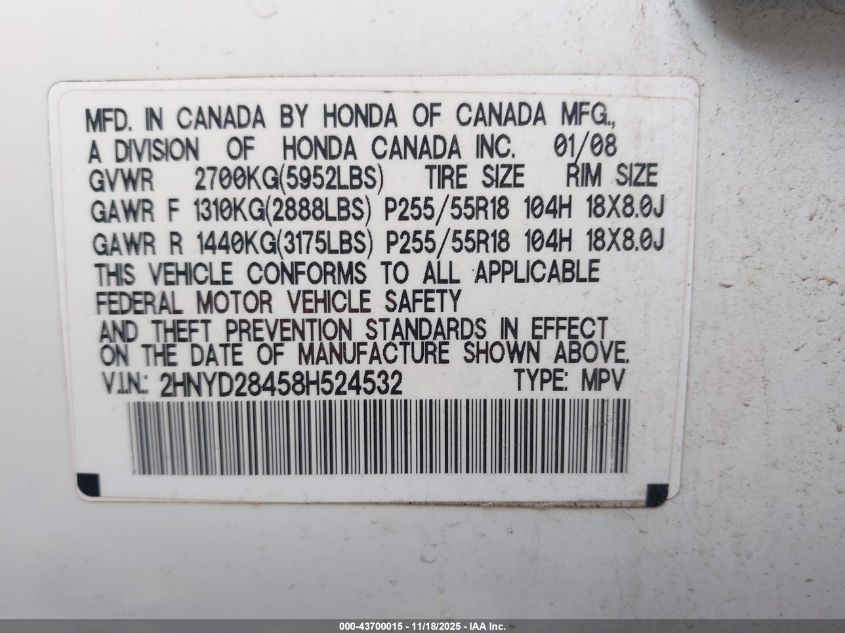 MFD. IN CANADA BY HONDA OF CANADA MFG.,
A DIVISION OF HONDA CANADA INC. 01/08
GVWR 2700KG(5952LBS) TIRE SIZE RIM SIZE
GAWR F 1310KG(2888LBS) P255/55R18 104H 18X8.0J
GAWR R 1440KG(3175LBS) P255/55R18 104H 18X8.0J
THIS VEHICLE CONFORMS TO ALL APPLICABLE
FEDERAL MOTOR VEHICLE SAFETY
AND THEFT PREVENTION STANDARDS IN EFFECT
ON THE DATE OF MANUFACTURE SHOWN ABOVE.
V.I.N.: 2HNYD28458H524532 TYPE: MPV
000-43700015 - 11/18/2025 - IAA Inc.